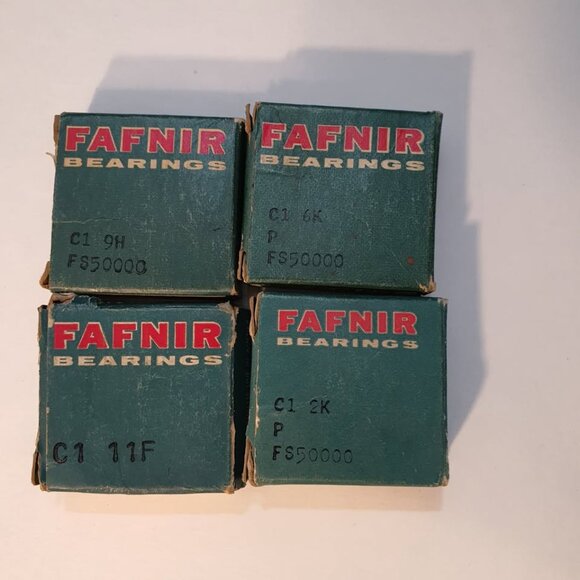 FAFNIR
BEARINGS
C1 9H
FS50000
FAFNIR
BEARINGS
C1 6K
P
FS50000
FAFNIR
BEARINGS
C1 11F
FAFNIR
BEARINGS
C1 2K
P
FS50000